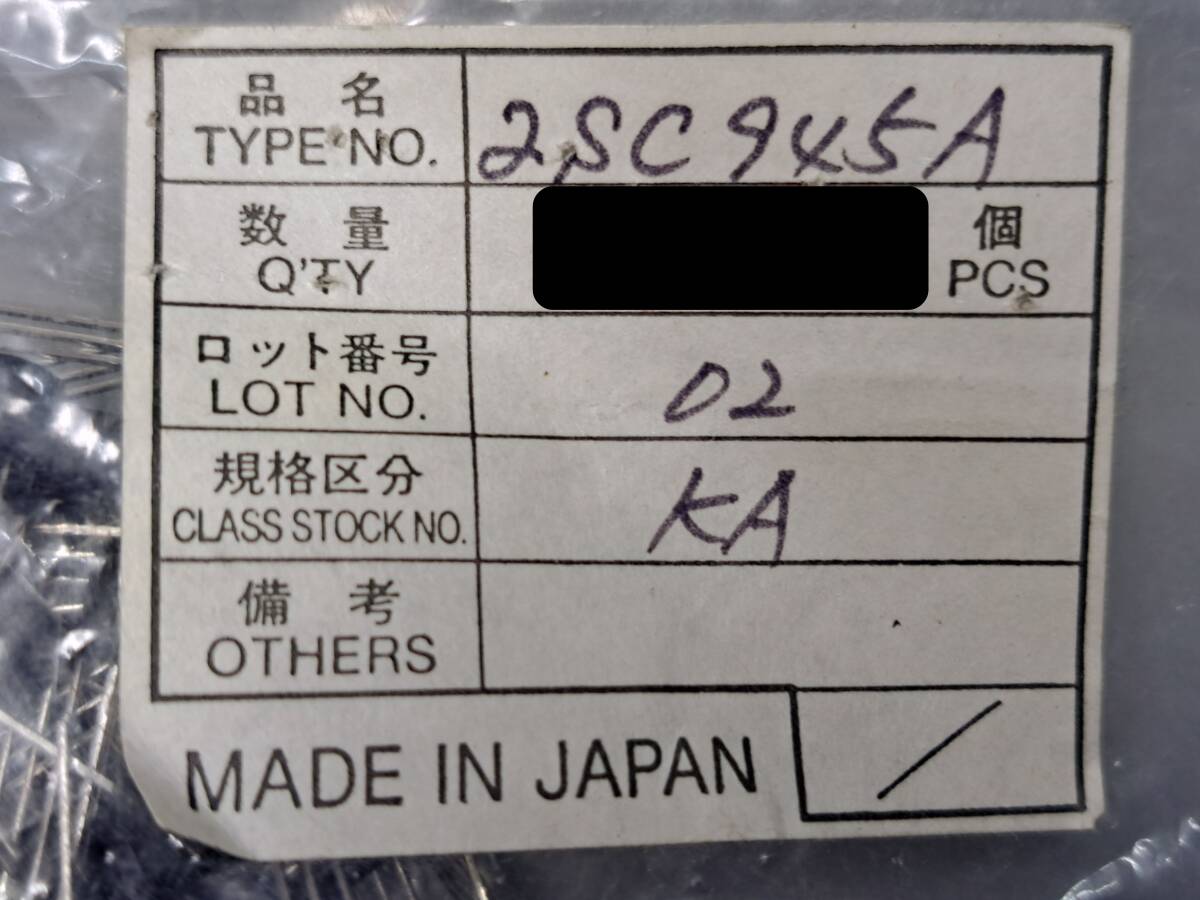 品 名
TYPE NO.
2SC945A
数 量
Q'TY
個
PCS
ロット番号
LOT NO.
02
規格区分
CLASS STOCK NO.
KA
備 考
OTHERS
MADE IN JAPAN
/